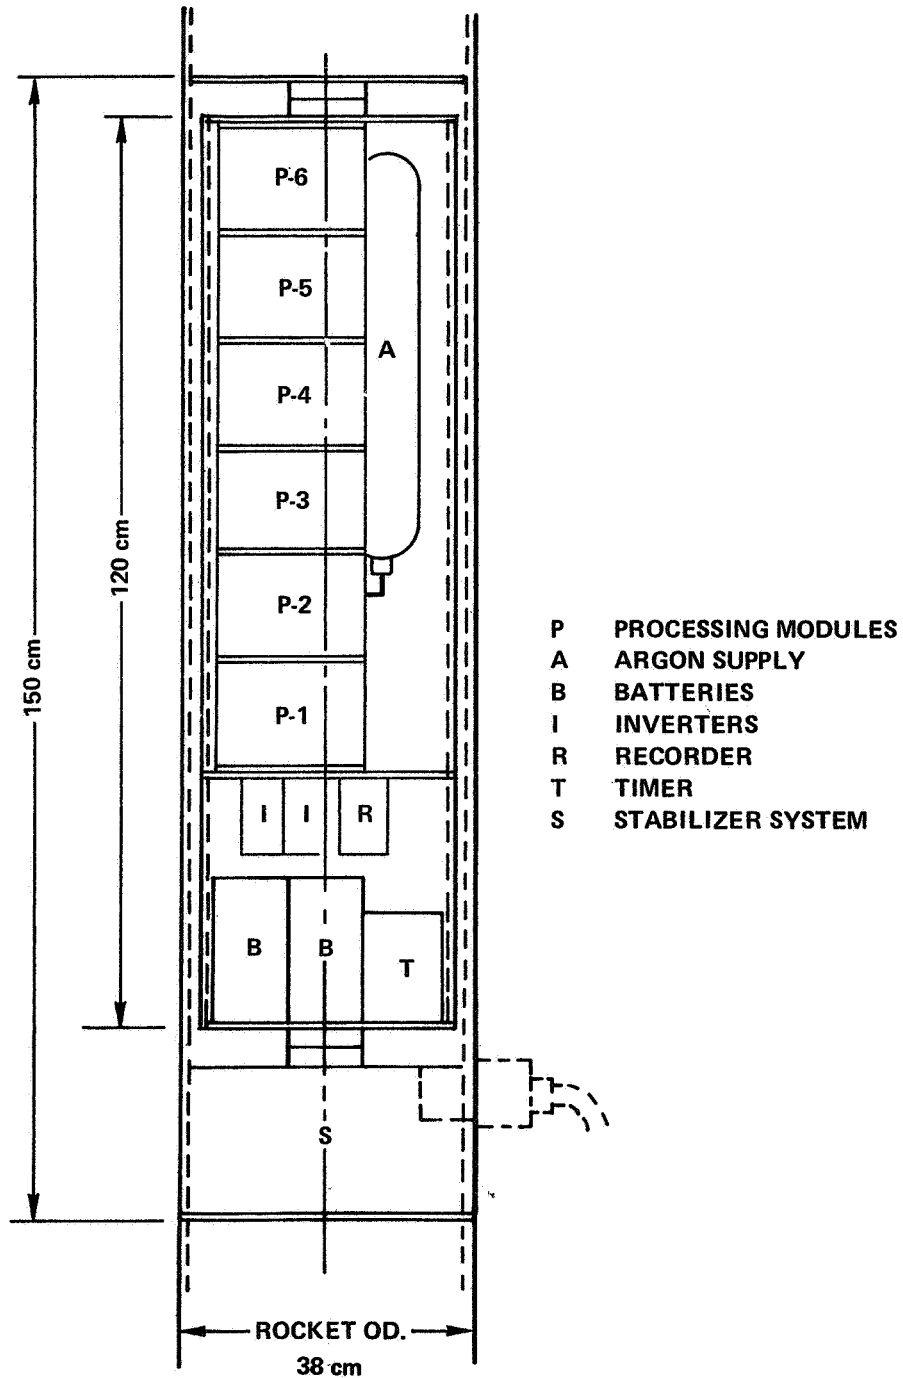 P-6
P-5
A
P-4
P-3
120 cm
P-2
150 cm
P-1
I I R
B B T
S
P PROCESSING MODULES
A ARGON SUPPLY
B BATTERIES
I INVERTERS
R RECORDER
T TIMER
S STABILIZER SYSTEM
ROCKET OD.
38 cm